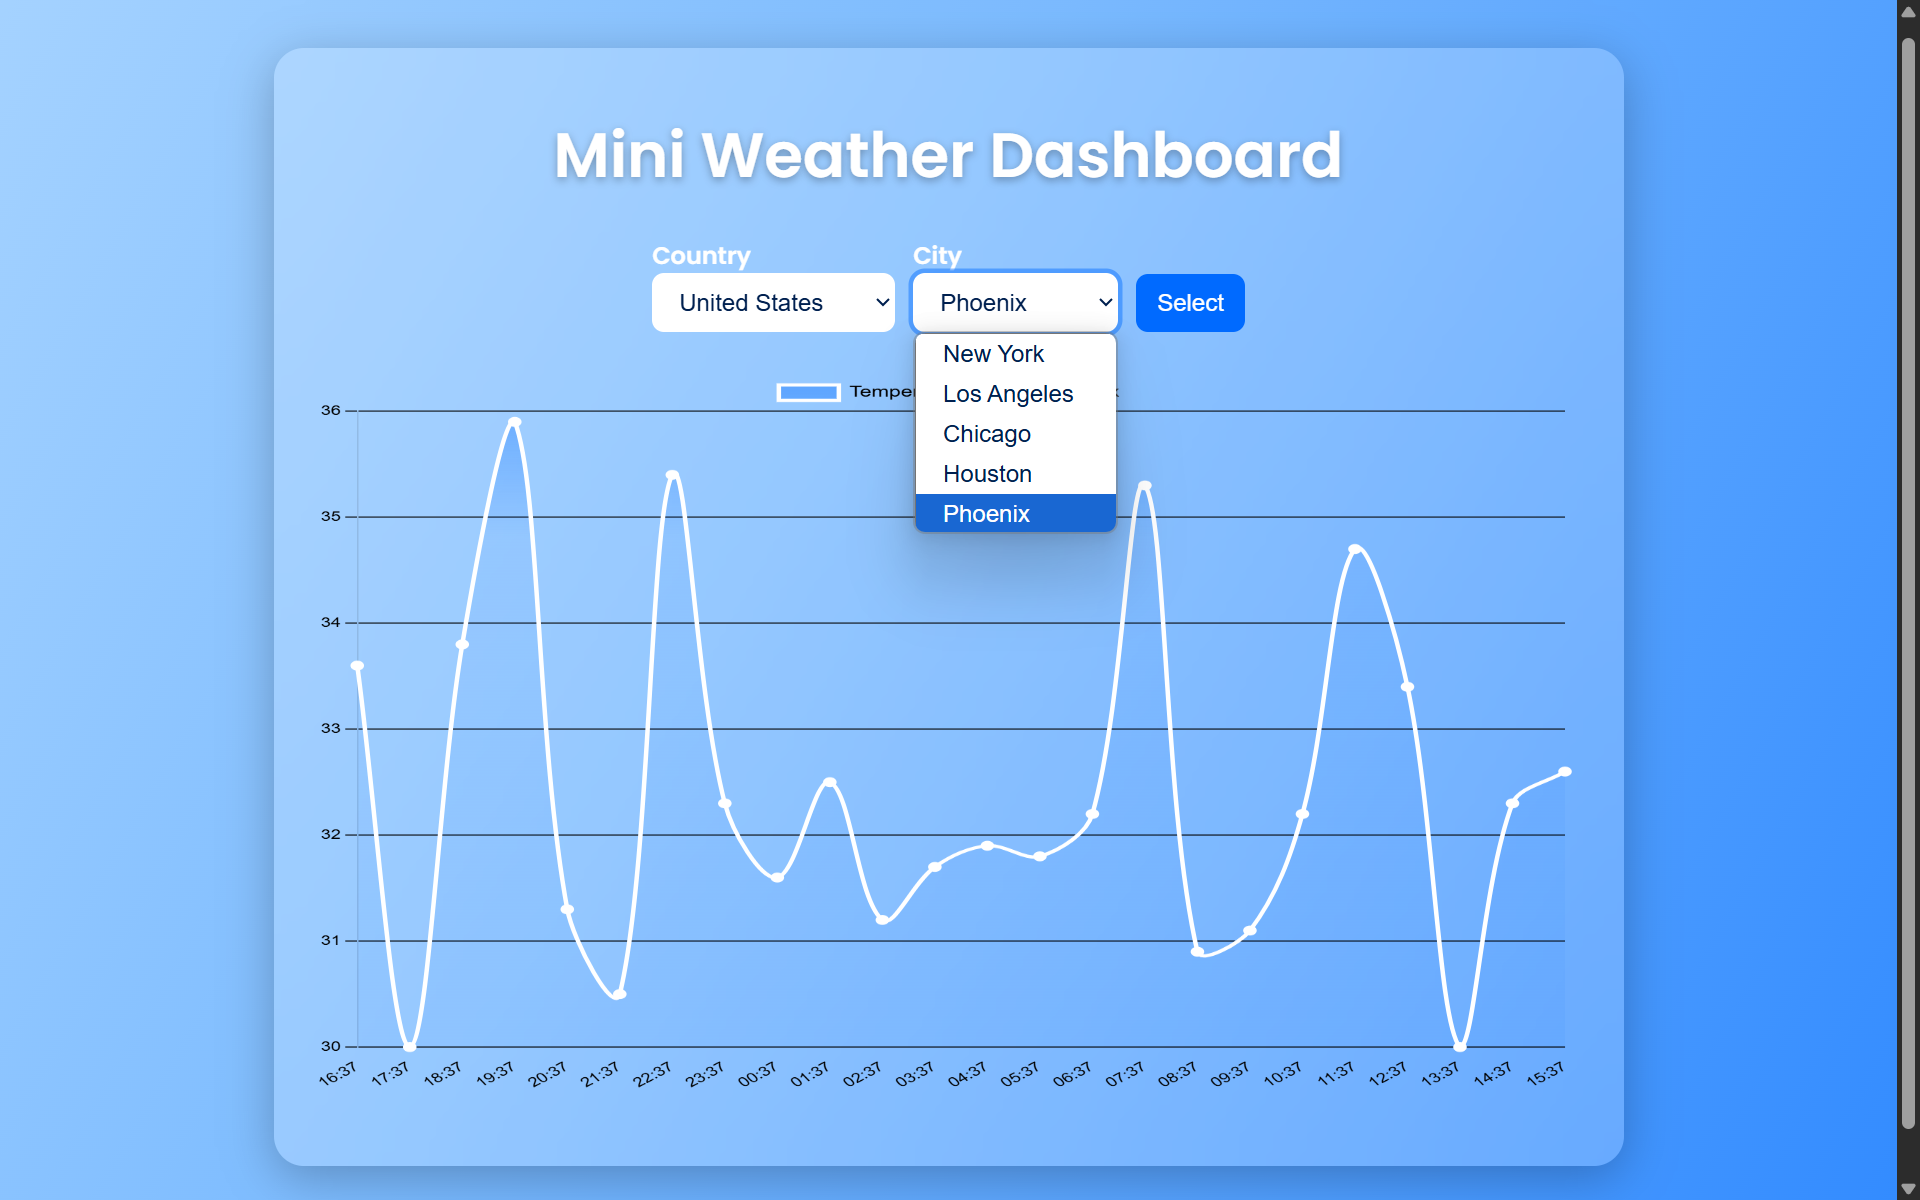 Mini Weather Dashboard
Country City
United States Phoenix Select
New York
Los Angeles
Chicago
Houston
Phoenix
36
35
34
33
32
31
30
16:37 17:37 18:37 19:37 20:37 21:37 22:37 23:37 00:37 01:37 02:37 03:37 04:37 05:37 06:37 07:37 08:37 09:37 10:37 11:37 12:37 13:37 14:37 15:37